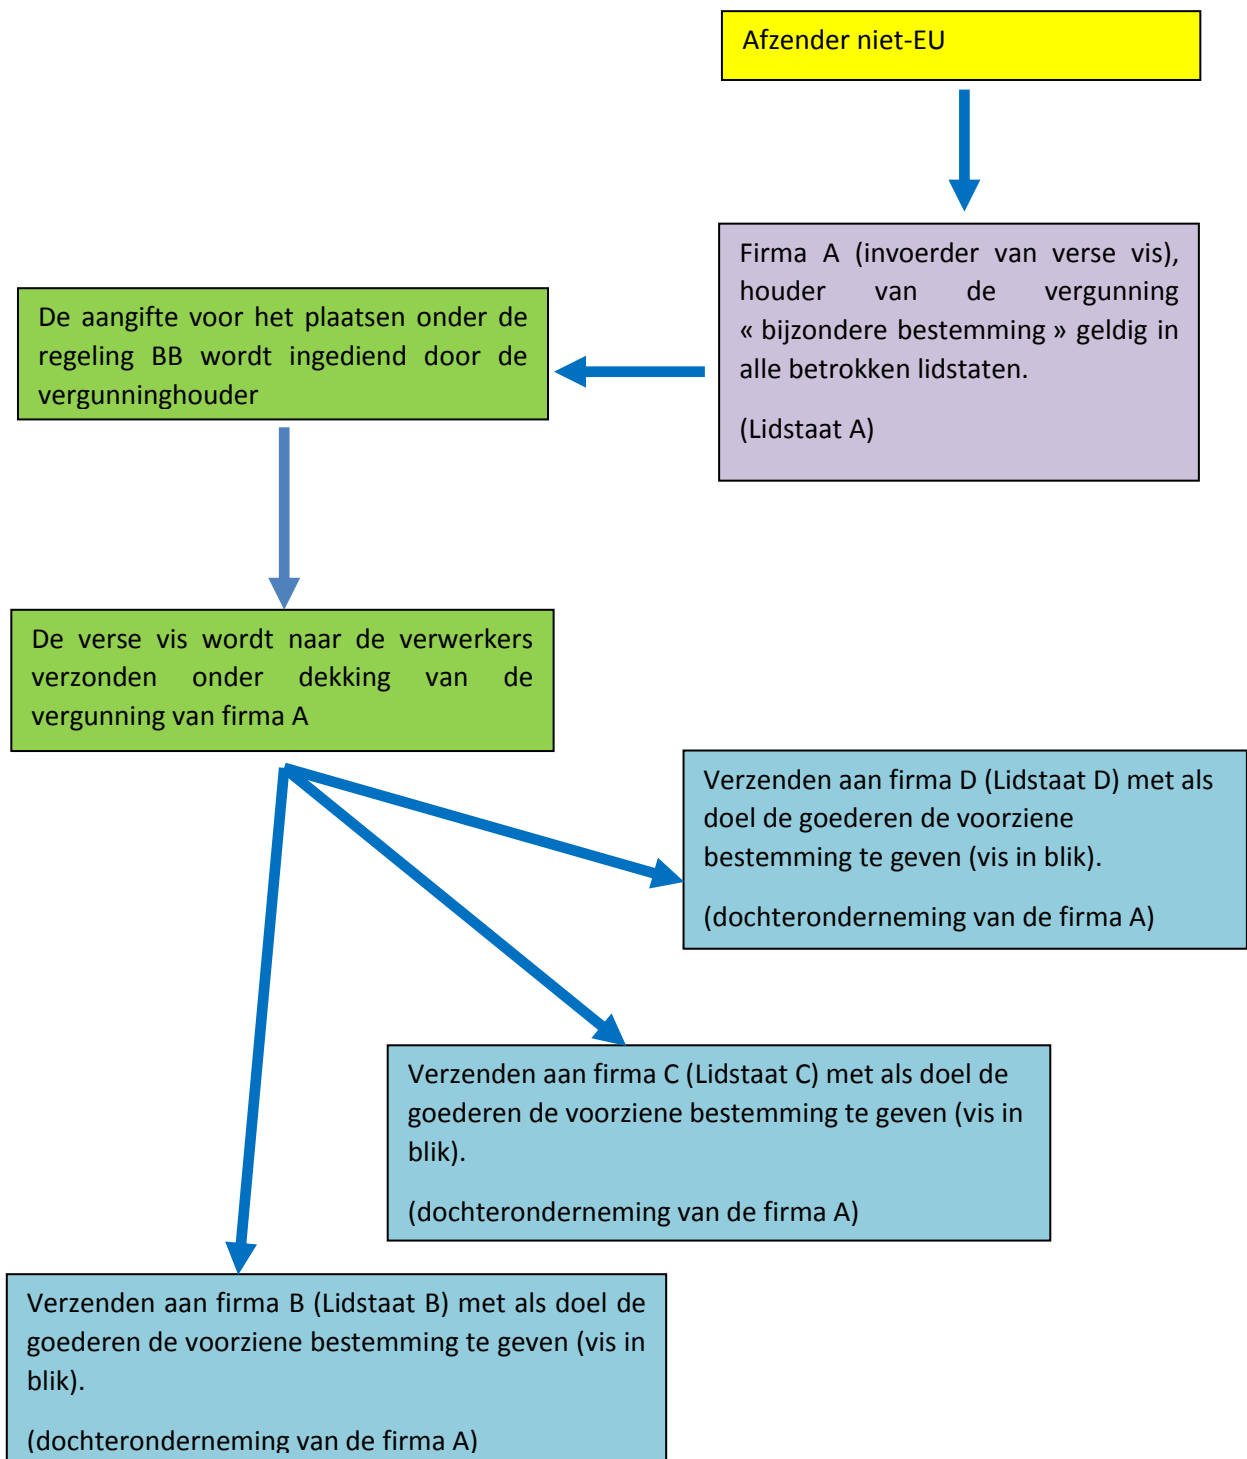 Afzender niet-EU
Firma A (invoerder van verse vis),
houder van de vergunning
« bijzondere bestemming » geldig in
alle betrokken lidstaten.
(Lidstaat A)
De aangifte voor het plaatsen onder de
regeling BB wordt ingediend door de
vergunninghouder
De verse vis wordt naar de verwerkers
verzonden onder dekking van de
vergunning van firma A
Verzenden aan firma D (Lidstaat D) met als
doel de goederen de voorziene
bestemming te geven (vis in blik).
(dochteronderneming van de firma A)
Verzenden aan firma C (Lidstaat C) met als doel de
goederen de voorziene bestemming te geven (vis in
blik).
(dochteronderneming van de firma A)
Verzenden aan firma B (Lidstaat B) met als doel de
goederen de voorziene bestemming te geven (vis in
blik).
(dochteronderneming van de firma A)